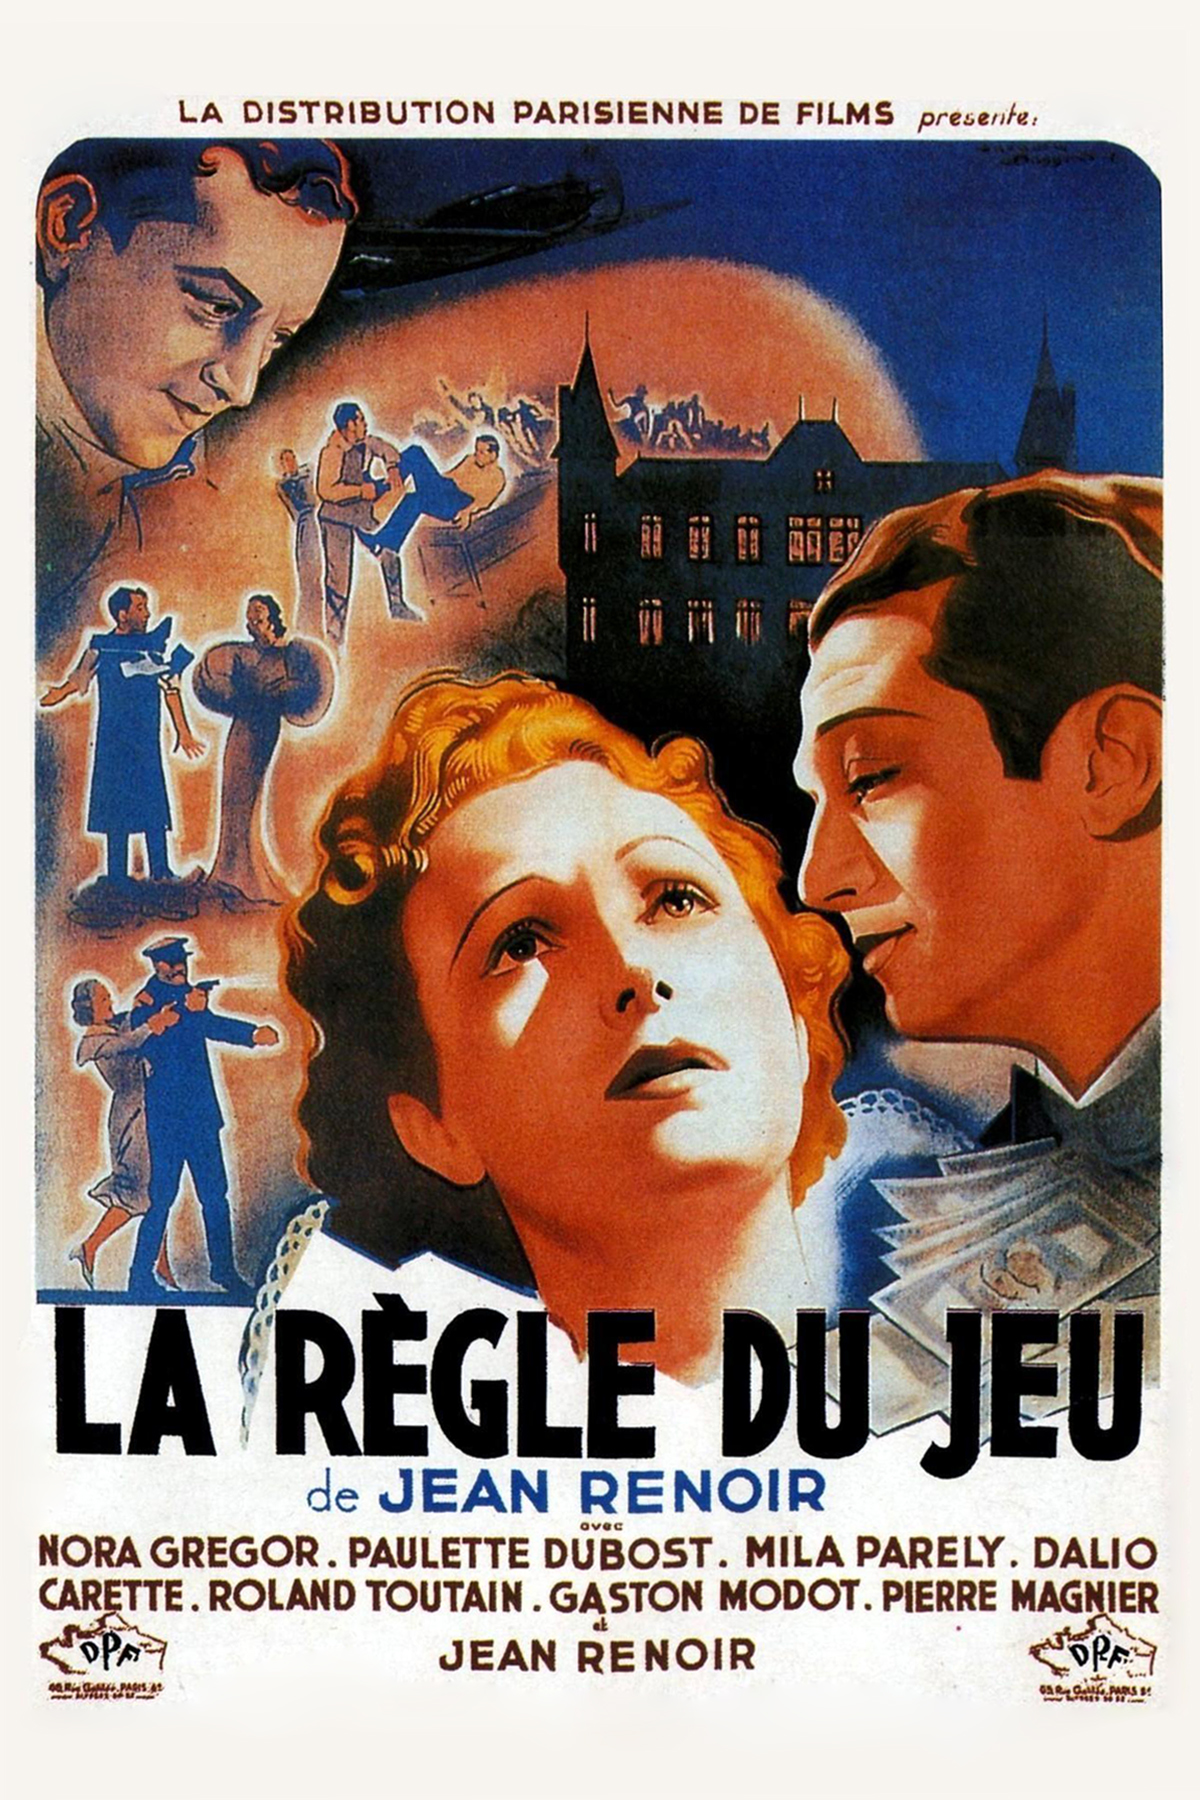 LA DISTRIBUTION PARISIENNE DE FILMS présente:
LA RÈGLE DU JEU
de JEAN RENOIR
avec
NORA GREGOR. PAULETTE DUBOST. MILA PARELY. DALIO
CARETTE. ROLAND TOUTAIN. GASTON MODOT. PIERRE MAGNIER
et
JEAN RENOIR
DPF
DPF